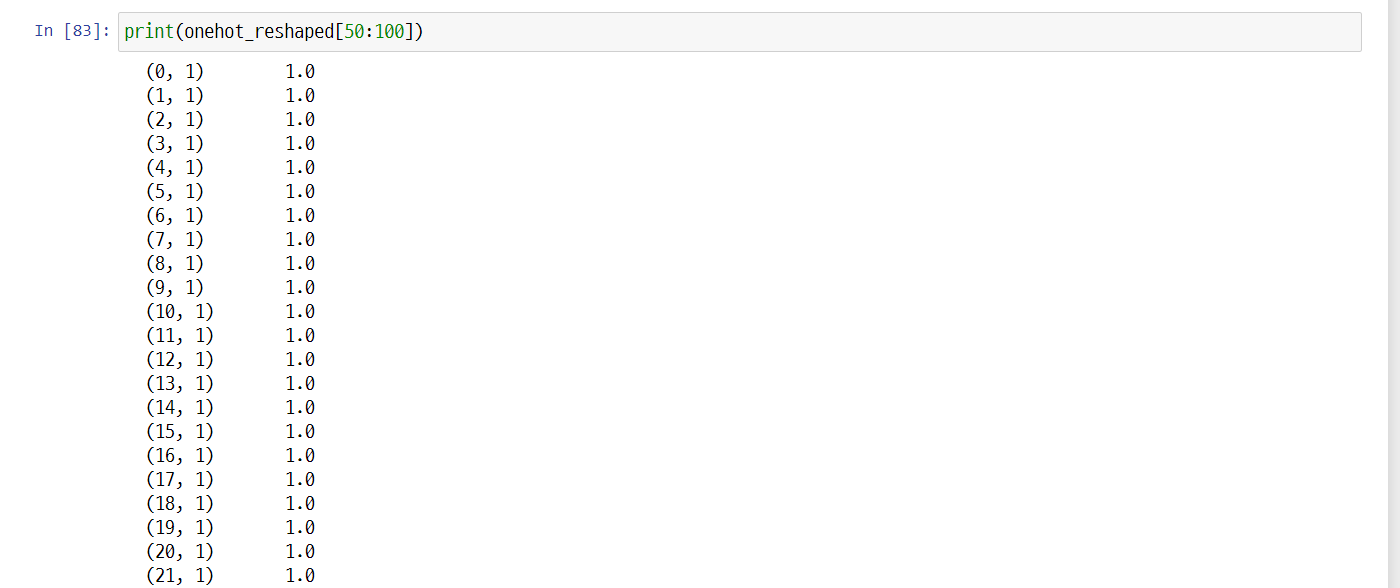 In [83]: print(onehot_reshaped[50:100])
(0, 1) 1.0
(1, 1) 1.0
(2, 1) 1.0
(3, 1) 1.0
(4, 1) 1.0
(5, 1) 1.0
(6, 1) 1.0
(7, 1) 1.0
(8, 1) 1.0
(9, 1) 1.0
(10, 1) 1.0
(11, 1) 1.0
(12, 1) 1.0
(13, 1) 1.0
(14, 1) 1.0
(15, 1) 1.0
(16, 1) 1.0
(17, 1) 1.0
(18, 1) 1.0
(19, 1) 1.0
(20, 1) 1.0
(21, 1) 1.0